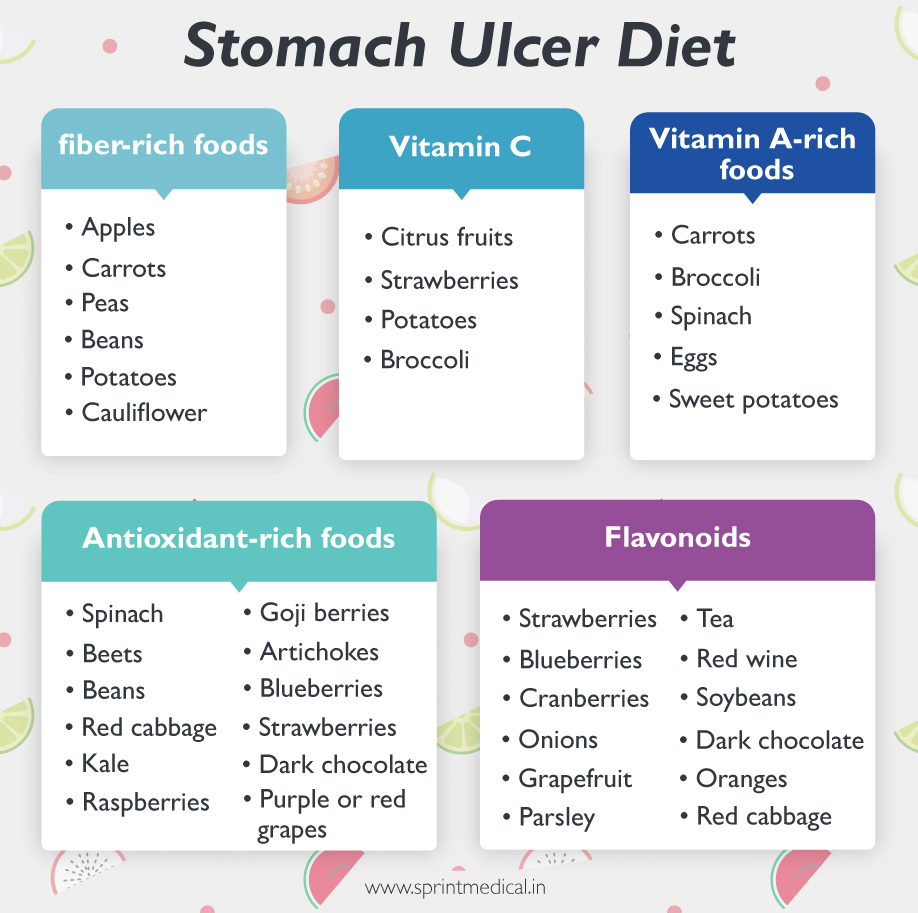 Stomach Ulcer Diet
fiber-rich foods
• Apples
• Carrots
• Peas
• Beans
• Potatoes
• Cauliflower
Vitamin C
• Citrus fruits
• Strawberries
• Potatoes
• Broccoli
Vitamin A-rich
foods
• Carrots
• Broccoli
• Spinach
• Eggs
• Sweet potatoes
Antioxidant-rich foods
• Spinach
• Beets
• Beans
• Red cabbage
• Kale
• Raspberries
• Goji berries
• Artichokes
• Blueberries
• Strawberries
• Dark chocolate
• Purple or red
grapes
Flavonoids
• Strawberries
• Blueberries
• Cranberries
• Onions
• Grapefruit
• Parsley
• Tea
• Red wine
• Soybeans
• Dark chocolate
• Oranges
• Red cabbage
www.sprintmedical.in